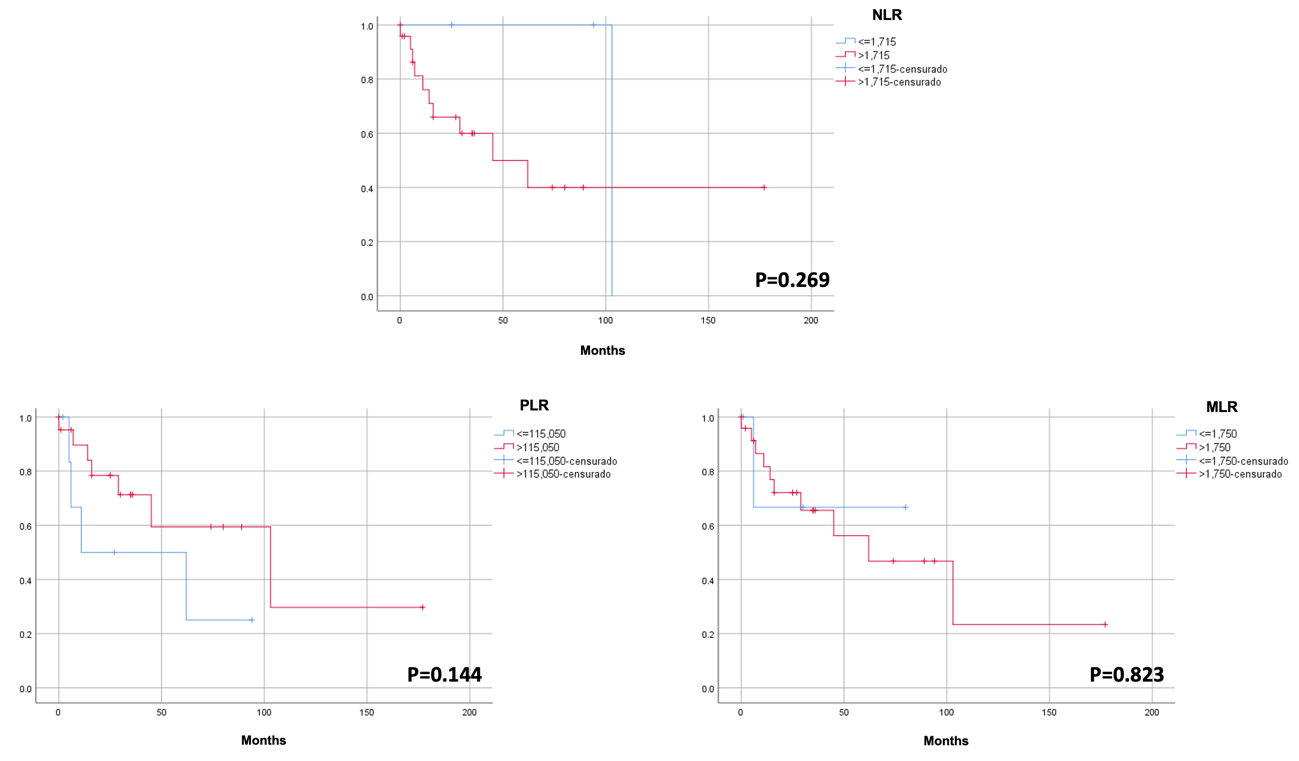 NLR
<=1,715
>1,715
<=1,715-censurado
>1,715-censurado
1.0
0.8
0.6
0.4
0.2
0.0
P=0.269
0 50 100 150 200
Months
PLR
<=115,050
>115,050
<=115,050-censurado
>115,050-censurado
1.0
0.8
0.6
0.4
0.2
0.0
P=0.144
0 50 100 150 200
Months
MLR
<=1,750
>1,750
<=1,750-censurado
>1,750-censurado
1.0
0.8
0.6
0.4
0.2
0.0
P=0.823
0 50 100 150 200
Months